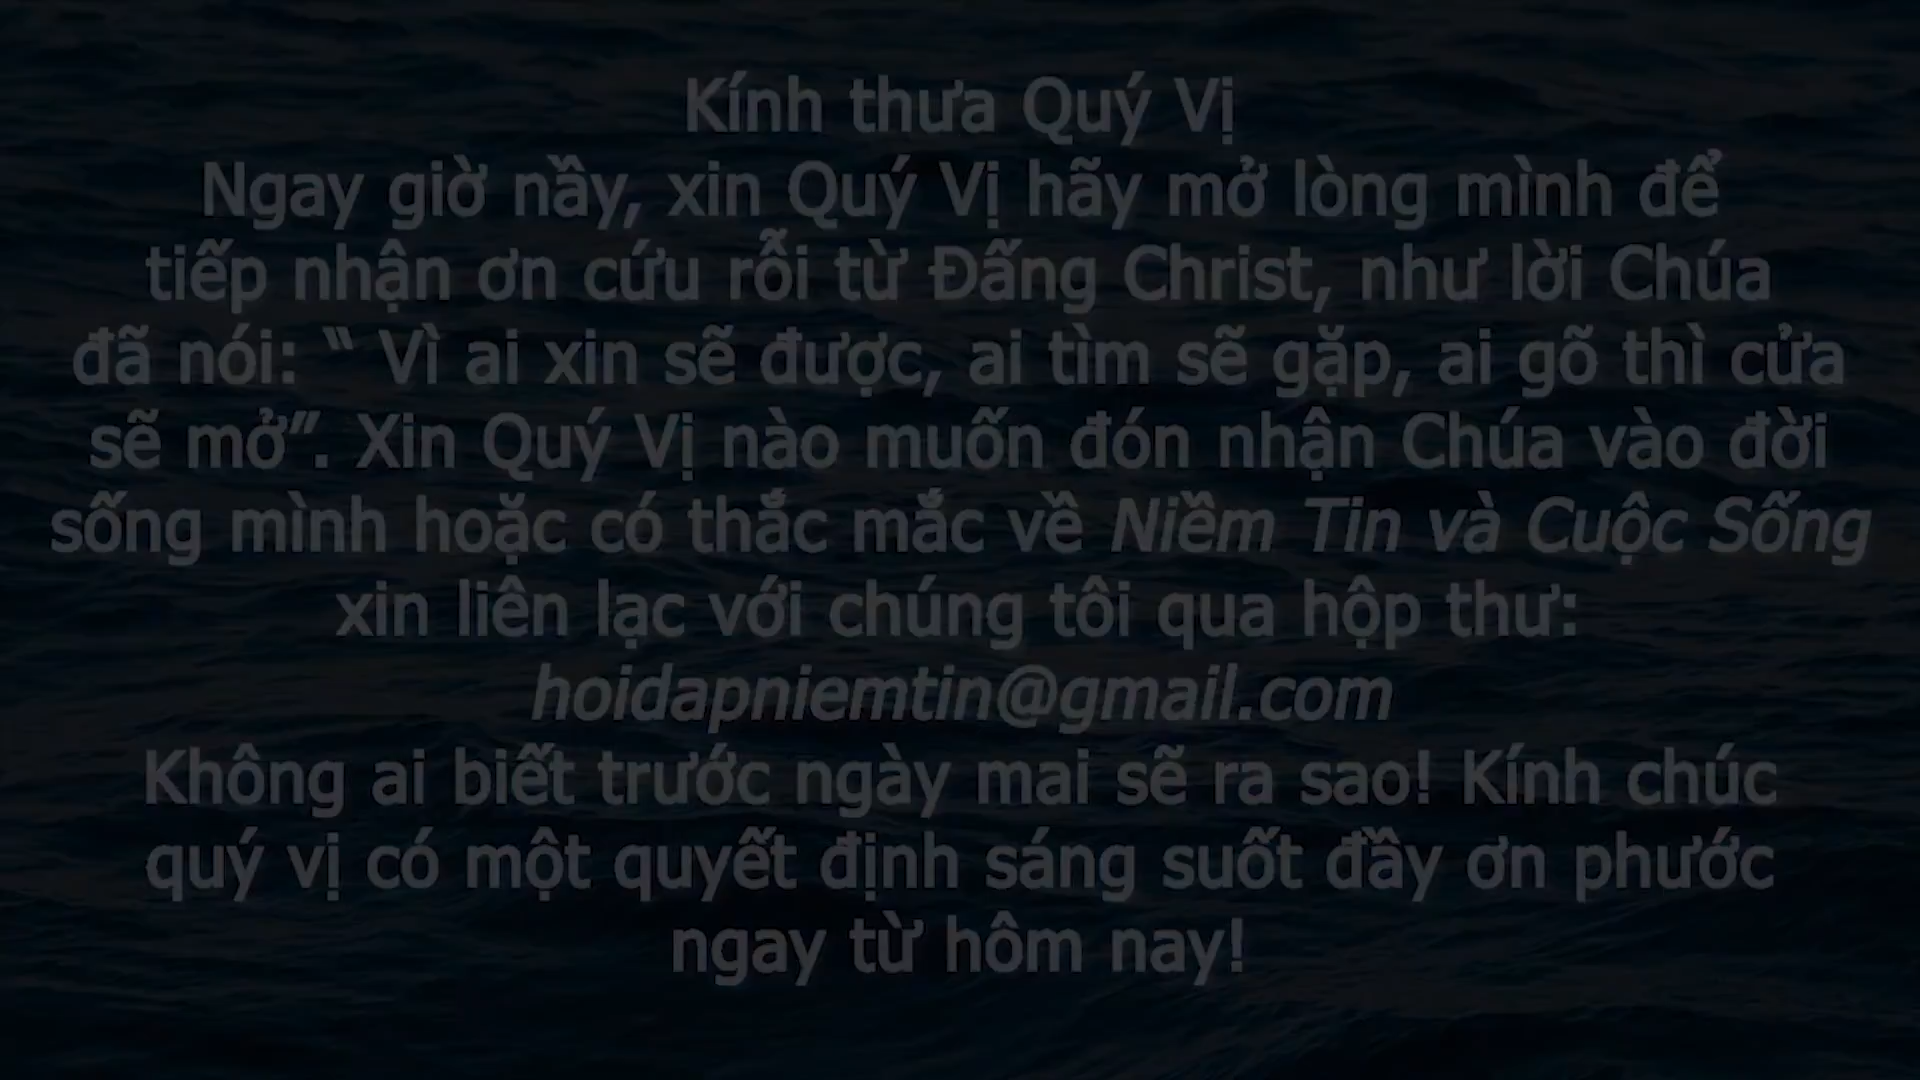 Kính thưa Quý Vị
Ngay giờ nầy, xin Quý Vị hãy mở lòng mình để
tiếp nhận ơn cứu rỗi từ Đấng Christ, như lời Chúa
đã nói: “ Vì ai xin sẽ được, ai tìm sẽ gặp, ai gõ thì cửa
sẽ mở”. Xin Quý Vị nào muốn đón nhận Chúa vào đời
sống mình hoặc có thắc mắc về Niềm Tin và Cuộc Sống
xin liên lạc với chúng tôi qua hộp thư:
hoidapniemtin@gmail.com
Không ai biết trước ngày mai sẽ ra sao! Kính chúc
quý vị có một quyết định sáng suốt đầy ơn phước
ngay từ hôm nay!